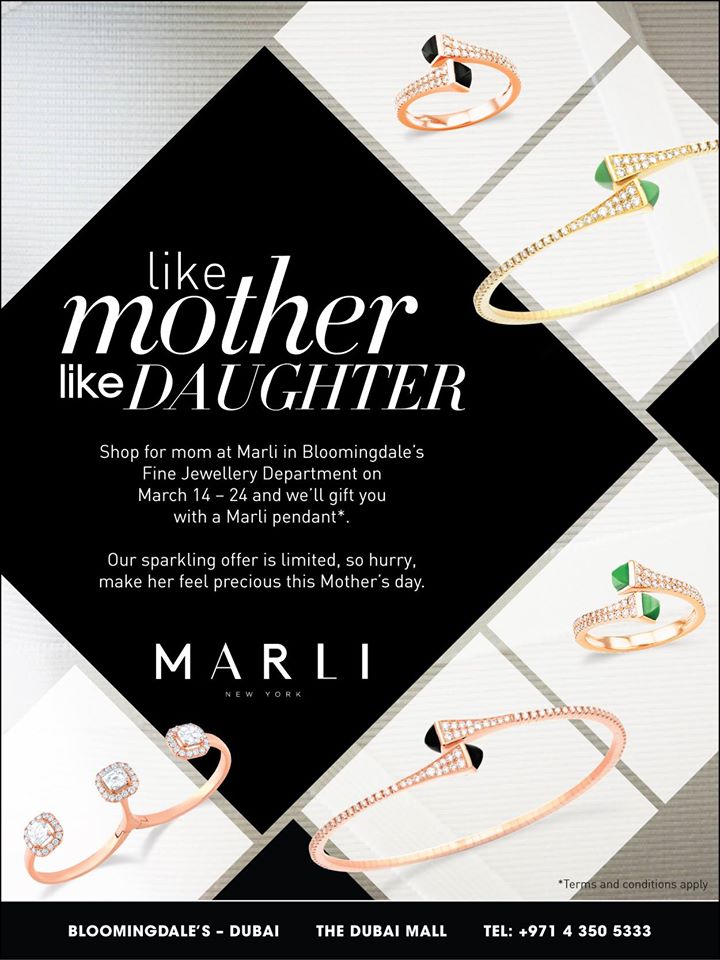 like
mother
like DAUGHTER
Shop for mom at Marli in Bloomingdale's
Fine Jewellery Department on
March 14 – 24 and we'll gift you
with a Marli pendant*.
Our sparkling offer is limited, so hurry,
make her feel precious this Mother's day.
MARLI
NEW YORK
*Terms and conditions apply
BLOOMINGDALE'S – DUBAI THE DUBAI MALL TEL: +971 4 350 5333